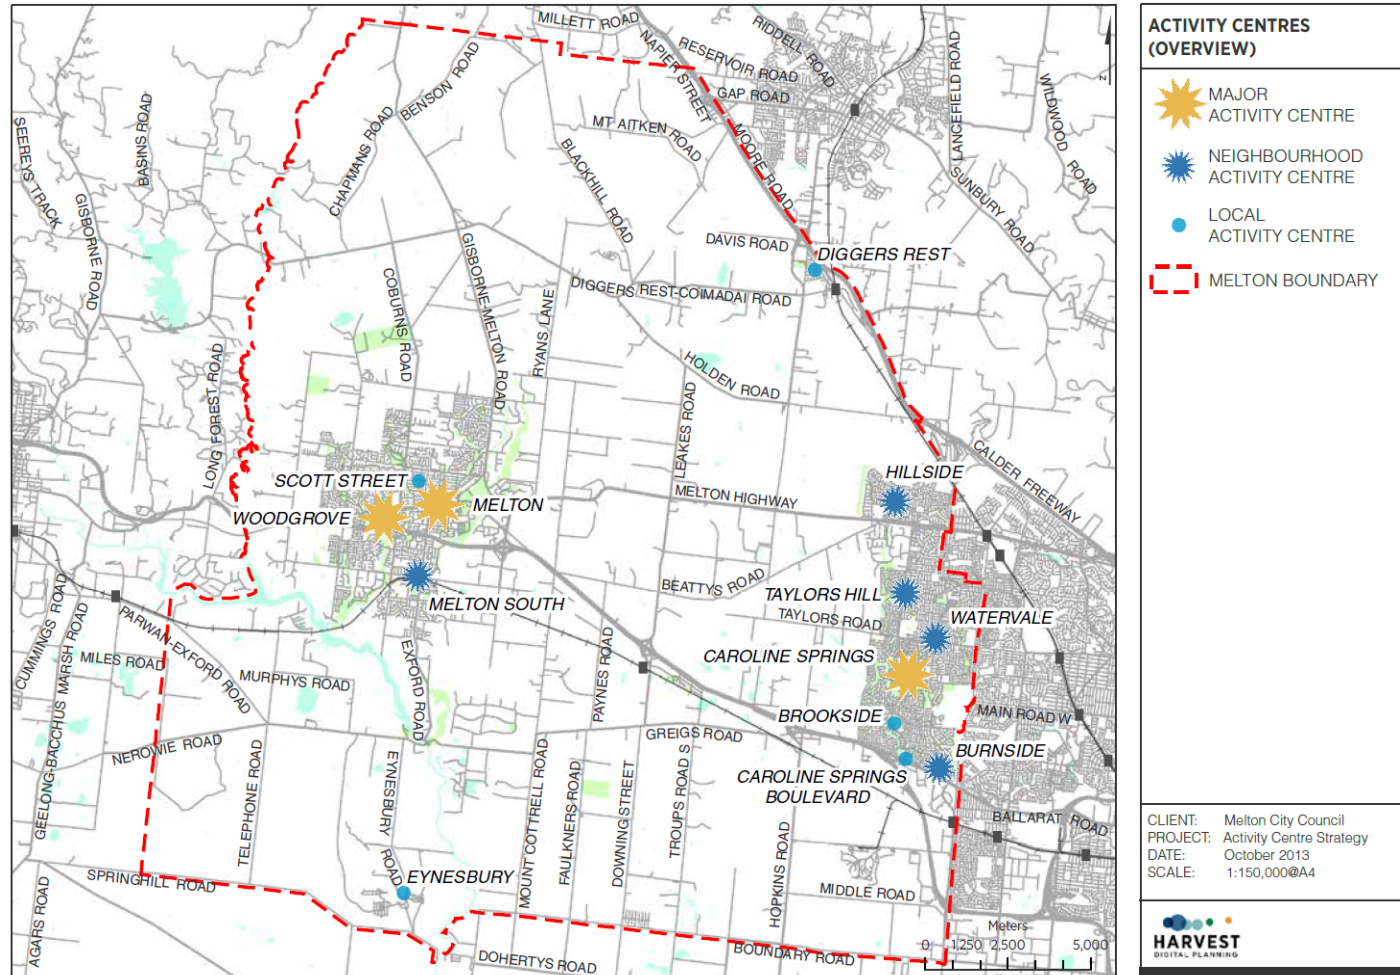 MILLETT ROAD
RIDDELL ROAD
NAPIER STREET
RESERVOIR ROAD
GAP ROAD
LANCEFIELD ROAD
WILDWOOD ROAD
BENSON ROAD
BASINS ROAD
SEEREYS TRACK
CHAPMANS ROAD
MT AITKEN ROAD
MOORE ROAD
BLACKHILL ROAD
SUNBURY ROAD
GISBORNE ROAD
DAVIS ROAD
DIGGERS REST
GISBORNE-MELTON ROAD
COBURNS ROAD
DIGGERS REST-COIMADAI ROAD
RYANS LANE
LONG FOREST ROAD
HOLDEN ROAD
LEAKES ROAD
CALDER FREEWAY
HILLSIDE
SCOTT STREET
MELTON HIGHWAY
WOODGROVE
MELTON
BEATTYS ROAD
TAYLORS HILL
MELTON SOUTH
TAYLORS ROAD
WATERVALE
CUMMINGS ROAD
PARWAN-EXFORD ROAD
GEELONG-BACCHUS MARSH ROAD
MILES ROAD
MURPHYS ROAD
EXFORD ROAD
PAYNES ROAD
CAROLINE SPRINGS
BROOKSIDE
MAIN ROAD W
NEROWIE ROAD
GREIGS ROAD
BURNSIDE
CAROLINE SPRINGS
BOULEVARD
TELEPHONE ROAD
EYNESBURY ROAD
MOUNT COTTRELL ROAD
FAULKNERS ROAD
DOWNING STREET
TROUPS ROAD S
HOPKINS ROAD
BALLARAT ROAD
EYNESBURY
SPRINGHILL ROAD
MIDDLE ROAD
AGARS ROAD
DOHERTYS ROAD
BOUNDARY ROAD
Meters
0 1250 2,500 5,000
Z
ACTIVITY CENTRES
(OVERVIEW)
MAJOR
ACTIVITY CENTRE
NEIGHBOURHOOD
ACTIVITY CENTRE
LOCAL
ACTIVITY CENTRE
MELTON BOUNDARY
CLIENT: Melton City Council
PROJECT: Activity Centre Strategy
DATE: October 2013
SCALE: 1:150,000@A4
HARVEST
DIGITAL PLANNING